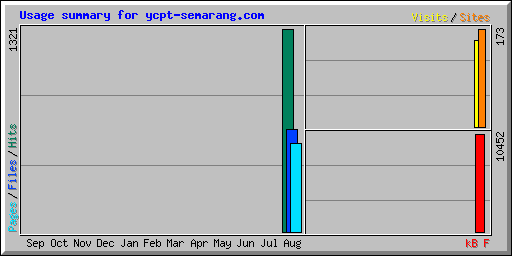 Usage summary for ycpt-semarang.com
Visits / Sites
1321
173
10452
Pages / Files / Hits
Sep Oct Nov Dec Jan Feb Mar Apr May Jun Jul Aug
kB F